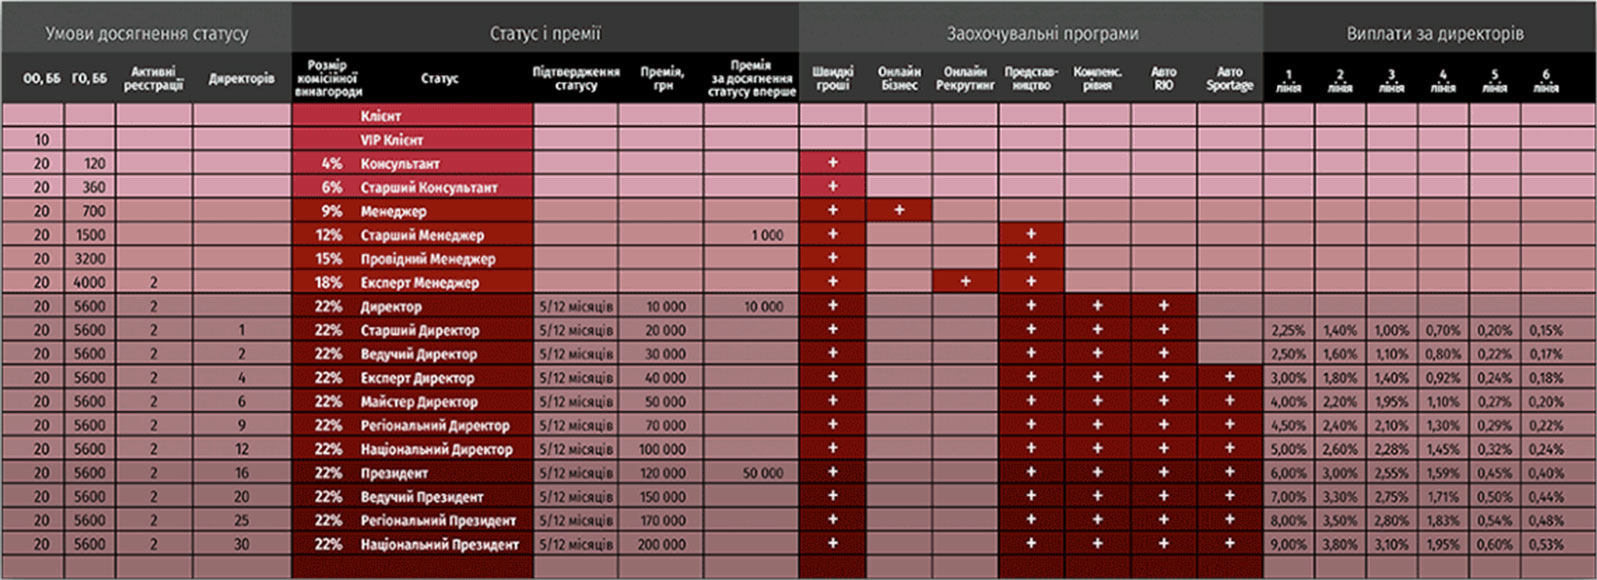 Умови досягнення статусу Статус і премії Заохочувальні програми Виплати за директорів
ОО, ББ ГО, ББ Активні реєстрації Директорів Розмір комісійної винагороди Статус Підтвердження статусу Премія, грн Премія за досягнення статусу вперше Швидкі гроші Онлайн Бізнес Онлайн Рекрутинг Представ-ництво Компенс. рівня Авто RIO Авто Sportage 1 лінія 2 лінія 3 лінія 4 лінія 5 лінія 6 лінія
Клієнт
10 VIP Клієнт
20 120 4% Консультант +
20 360 6% Старший Консультант +
20 700 9% Менеджер + +
20 1500 12% Старший Менеджер 1 000 + +
20 3200 15% Провідний Менеджер + +
20 4000 2 18% Експерт Менеджер + + +
20 5600 2 22% Директор 5/12 місяців 10 000 10 000 + + + +
20 5600 2 1 22% Старший Директор 5/12 місяців 20 000 + + + + 2,25% 1,40% 1,00% 0,70% 0,20% 0,15%
20 5600 2 2 22% Ведучий Директор 5/12 місяців 30 000 + + + + 2,50% 1,60% 1,10% 0,80% 0,22% 0,17%
20 5600 2 4 22% Експерт Директор 5/12 місяців 40 000 + + + + + 3,00% 1,80% 1,40% 0,92% 0,24% 0,18%
20 5600 2 6 22% Майстер Директор 5/12 місяців 50 000 + + + + + 4,00% 2,20% 1,95% 1,10% 0,27% 0,20%
20 5600 2 9 22% Регіональний Директор 5/12 місяців 70 000 + + + + + 4,50% 2,40% 2,10% 1,30% 0,29% 0,22%
20 5600 2 12 22% Національний Директор 5/12 місяців 100 000 + + + + + 5,00% 2,60% 2,28% 1,45% 0,32% 0,24%
20 5600 2 16 22% Президент 5/12 місяців 120 000 50 000 + + + + + 6,00% 3,00% 2,55% 1,59% 0,45% 0,40%
20 5600 2 20 22% Ведучий Президент 5/12 місяців 150 000 + + + + + 7,00% 3,30% 2,75% 1,71% 0,50% 0,44%
20 5600 2 25 22% Регіональний Президент 5/12 місяців 170 000 + + + + + 8,00% 3,50% 2,80% 1,83% 0,54% 0,48%
20 5600 2 30 22% Національний Президент 5/12 місяців 200 000 + + + + + 9,00% 3,80% 3,10% 1,95% 0,60% 0,53%